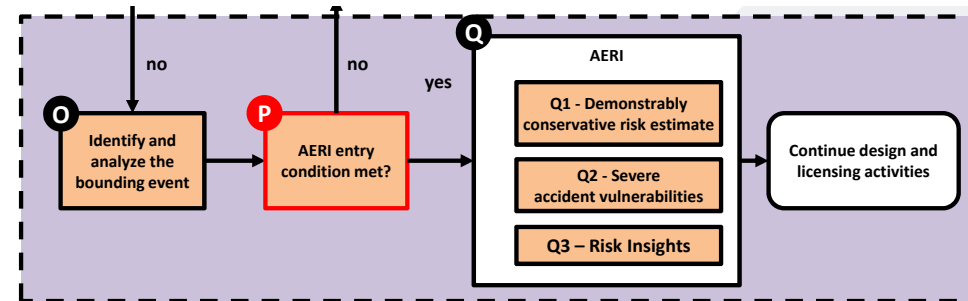 no
no
yes
O
Identify and
analyze the
bounding event
P
AERI entry
condition met?
Q
AERI
Q1 - Demonstrably
conservative risk estimate
Q2 - Severe
accident vulnerabilities
Q3 – Risk Insights
Continue design and
licensing activities